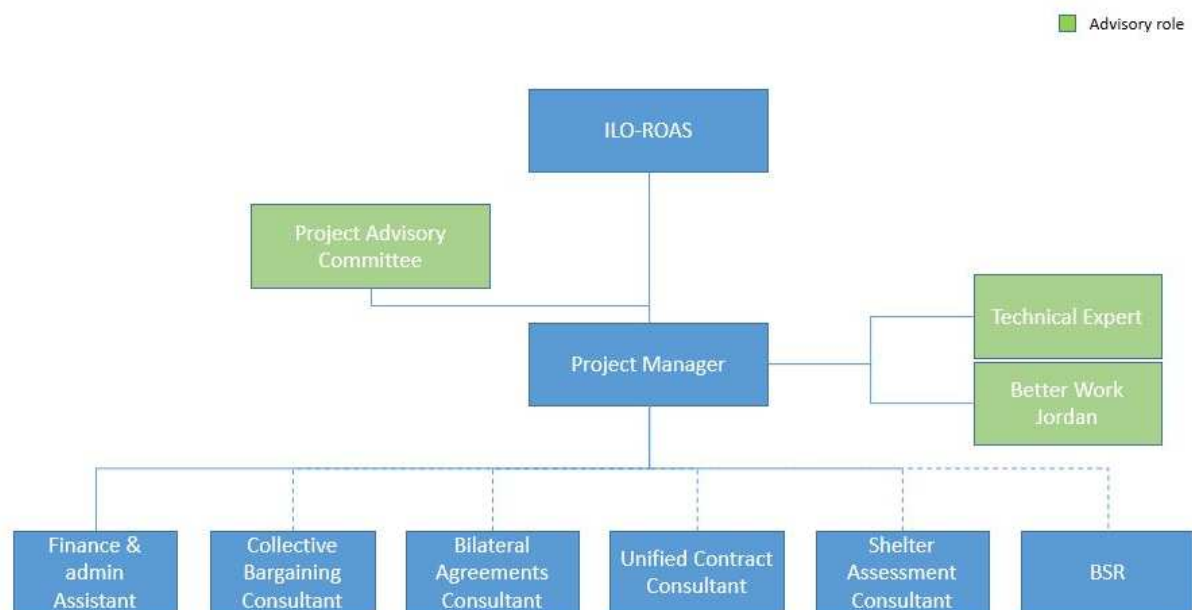 Advisory role
ILO-ROAS
Project Advisory
Committee
Technical Expert
Project Manager
Better Work
Jordan
Finance &
admin
Assistant
Collective
Bargaining
Consultant
Bilateral
Agreements
Consultant
Unified Contract
Consultant
Shelter
Assessment
Consultant
BSR